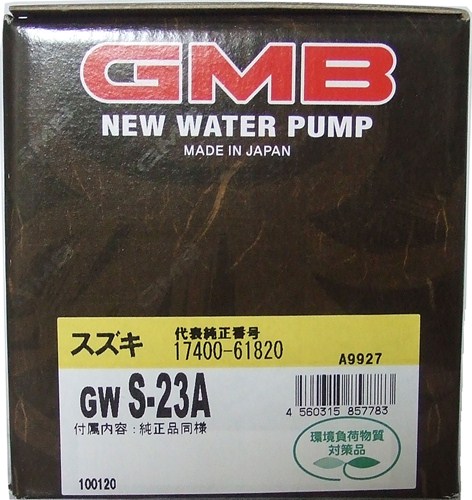 GMB
NEW WATER PUMP
MADE IN JAPAN
スズキ
代表純正番号
17400-61820
A9927
GW S-23A
付属内容：純正品同様
4 560315 857783
環境負荷物質
対策品
100120